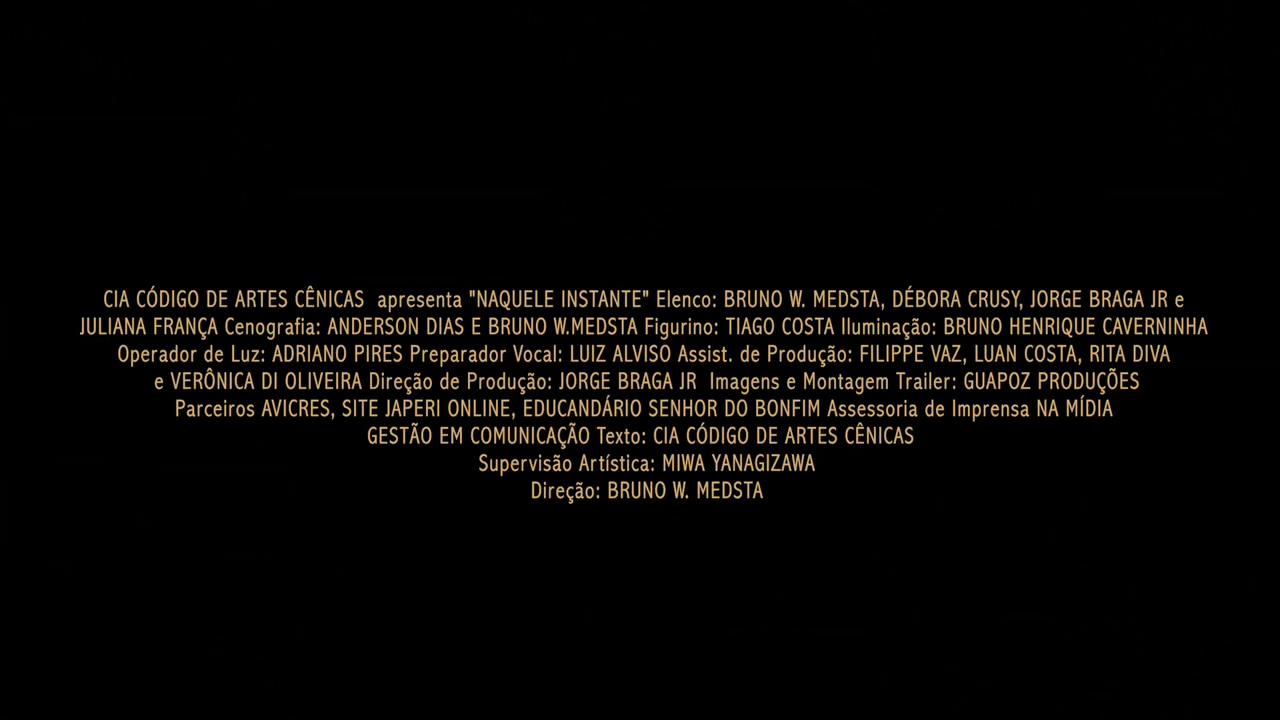 CIA CÓDIGO DE ARTES CÊNICAS  apresenta "NAQUELE INSTANTE" Elenco: BRUNO W. MEDSTA, DÉBORA CRUSY, JORGE BRAGA JR e
JULIANA FRANÇA Cenografia: ANDERSON DIAS E BRUNO W.MEDSTA Figurino: TIAGO COSTA Iluminação: BRUNO HENRIQUE CAVERNINHA
Operador de Luz: ADRIANO PIRES Preparador Vocal: LUIZ ALVISO Assist. de Produção: FILIPPE VAZ, LUAN COSTA, RITA DIVA
e VERÔNICA DI OLIVEIRA Direção de Produção: JORGE BRAGA JR  Imagens e Montagem Trailer: GUAPOZ PRODUÇÕES
Parceiros AVICRES, SITE JAPERI ONLINE, EDUCANDÁRIO SENHOR DO BONFIM Assessoria de Imprensa NA MÍDIA
GESTÃO EM COMUNICAÇÃO Texto: CIA CÓDIGO DE ARTES CÊNICAS
Supervisão Artística: MIWA YANAGIZAWA
Direção: BRUNO W. MEDSTA